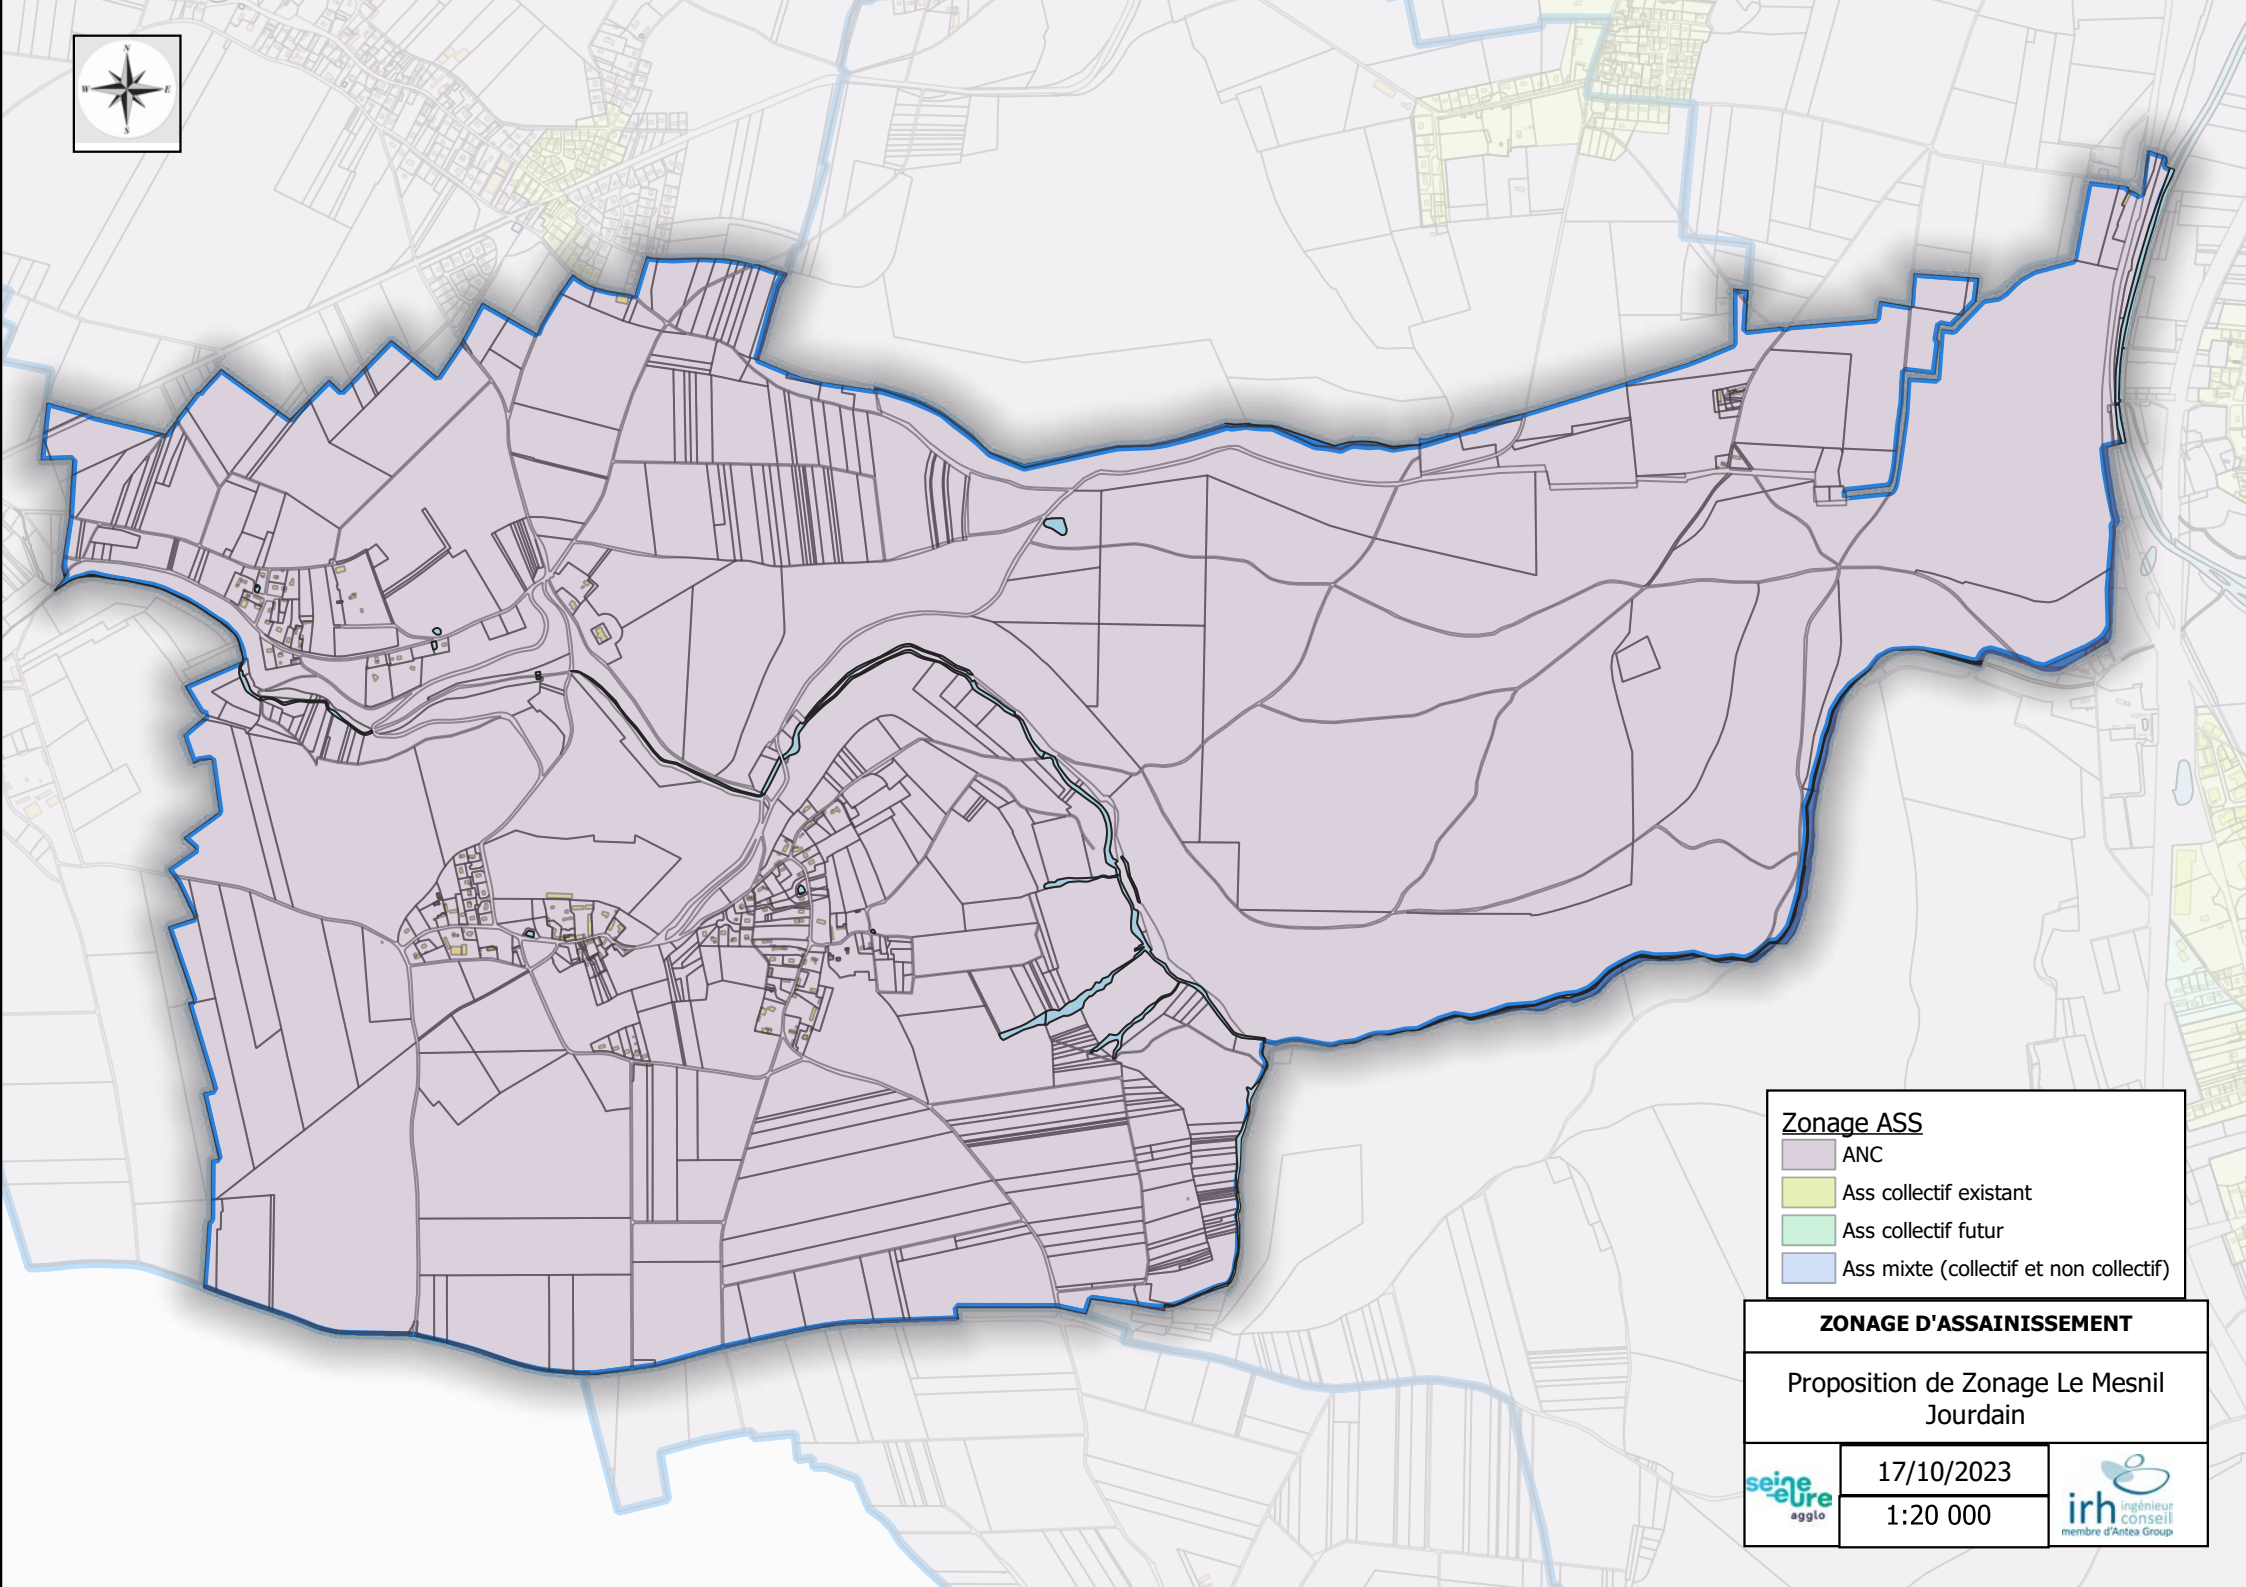 N
W E
S
Zonage ASS
ANC
Ass collectif existant
Ass collectif futur
Ass mixte (collectif et non collectif)
ZONAGE D'ASSAINISSEMENT
Proposition de Zonage Le Mesnil
Jourdain
seine
eure
agglo
17/10/2023
1:20 000
irh ingénieur
conseil
membre d'Antea Group